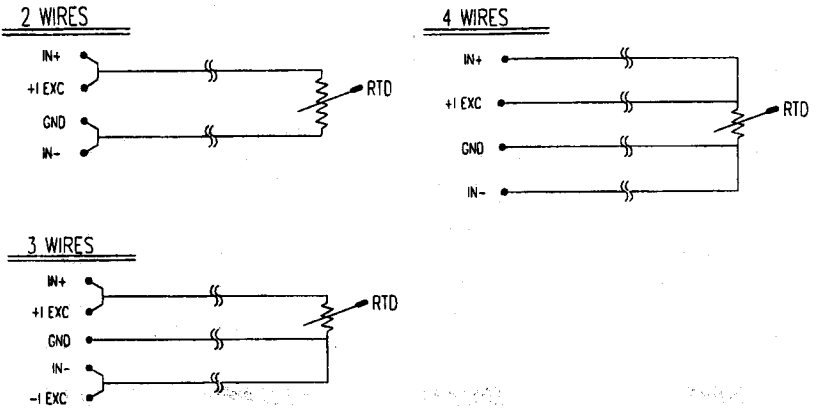 2 WIRES
IN+
+I EXC
GND
IN-
RTD
4 WIRES
IN+
+I EXC
GND
IN-
RTD
3 WIRES
IN+
+I EXC
GND
IN-
-I EXC
RTD